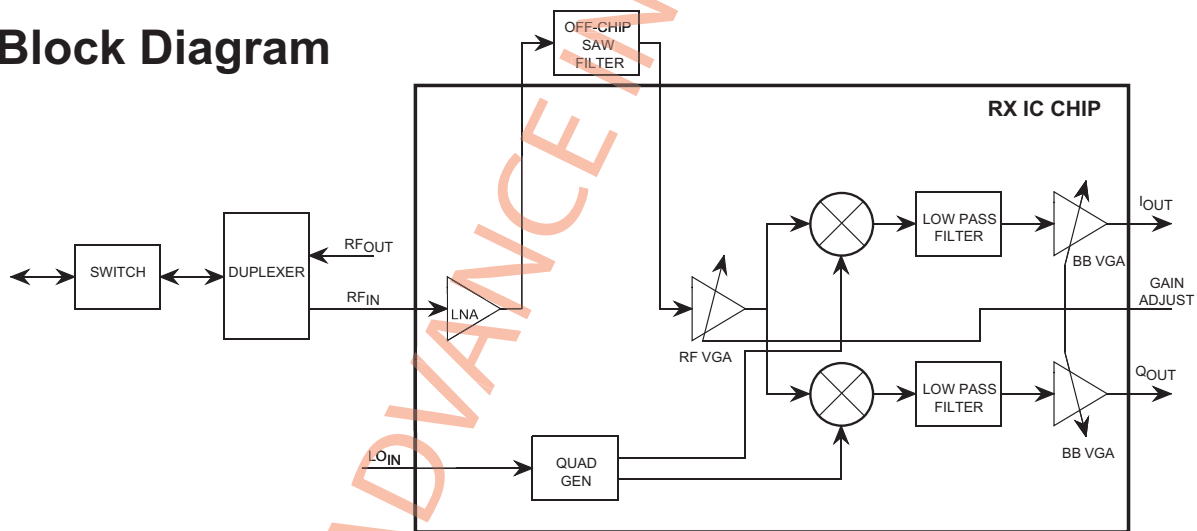 Block Diagram
OFF-CHIP
SAW
FILTER
RX IC CHIP
SWITCH
DUPLEXER
RFOUT
RFIN
LNA
RF VGA
LOW PASS
FILTER
BB VGA
IOUT
GAIN
ADJUST
LOW PASS
FILTER
BB VGA
QOUT
LOIN
QUAD
GEN
ADVANCE IN